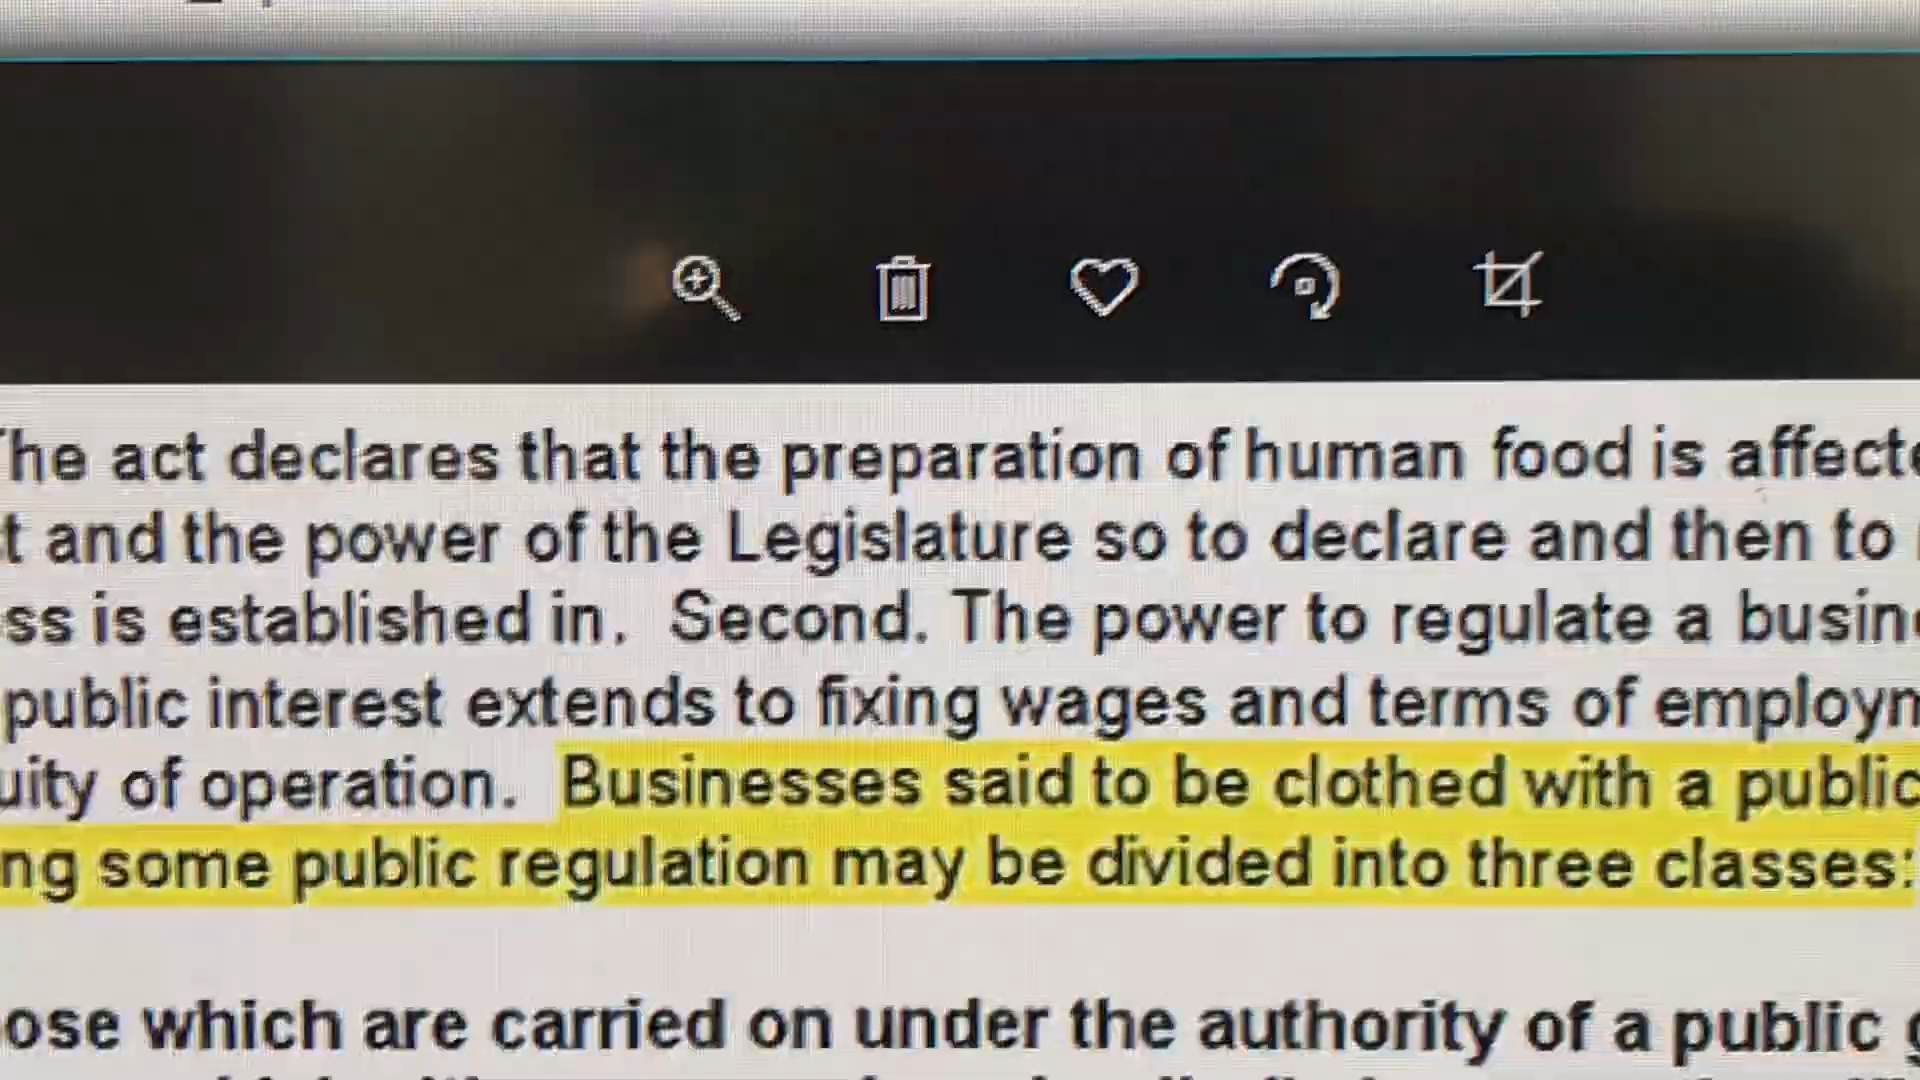 The act declares that the preparation of human food is affecte
t and the power of the Legislature so to declare and then to
ss is established in. Second. The power to regulate a busine
public interest extends to fixing wages and terms of employm
uity of operation. Businesses said to be clothed with a public
ng some public regulation may be divided into three classes:
ose which are carried on under the authority of a public g